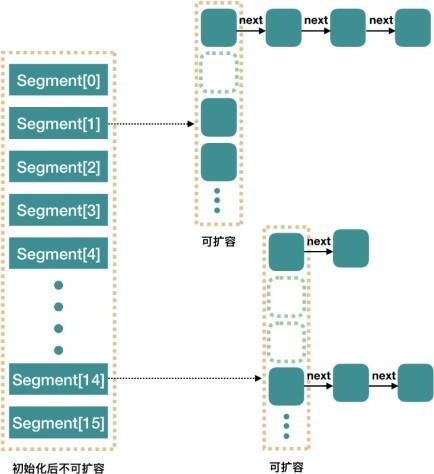 next next next
Segment[0]
Segment[1]
Segment[2]
Segment[3]
Segment[4]
可扩容
next
Segment[14]
next next
Segment[15]
初始化后不可扩容
可扩容